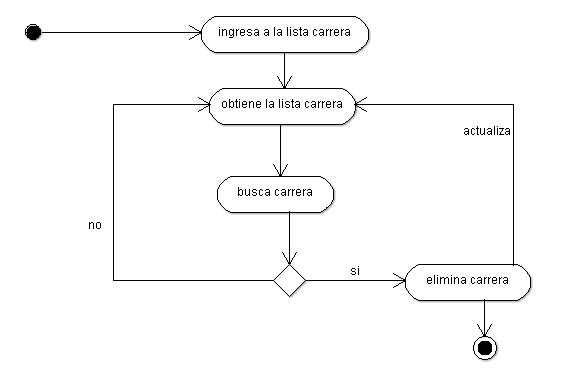 ingresa a la lista carrera
obtiene la lista carrera
actualiza
busca carrera
no
si
elimina carrera